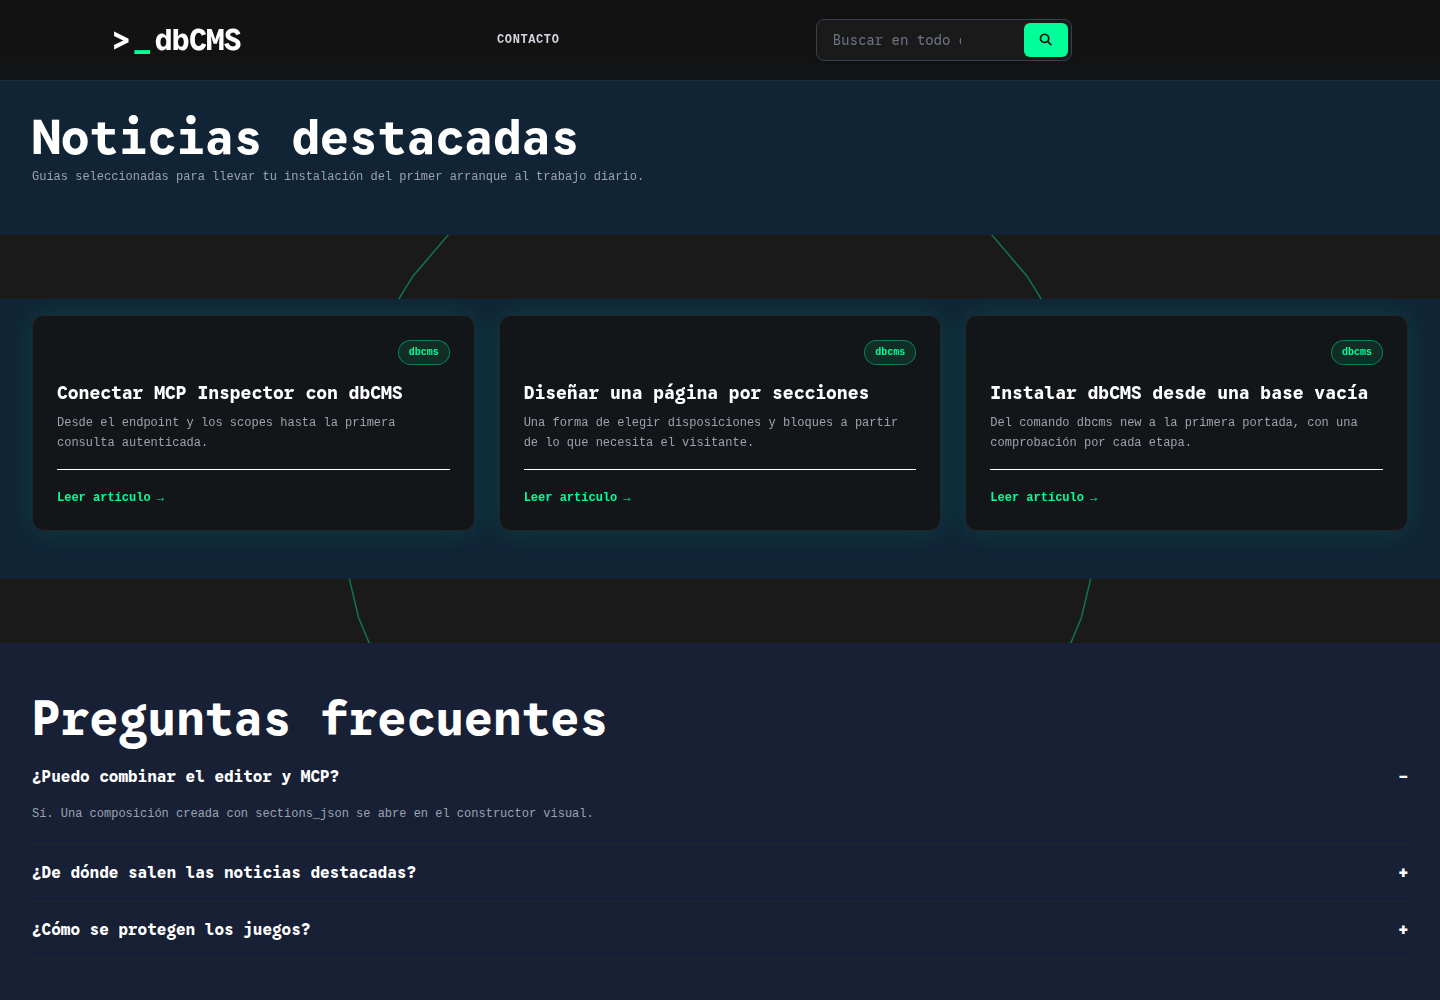 >_dbCMS
CONTACTO
Buscar en todo
Noticias destacadas
Guías seleccionadas para llevar tu instalación del primer arranque al trabajo diario.
dbcms
Conectar MCP Inspector con dbCMS
Desde el endpoint y los scopes hasta la primera
consulta autenticada.
Leer artículo →
dbcms
Diseñar una página por secciones
Una forma de elegir disposiciones y bloques a partir
de lo que necesita el visitante.
Leer artículo →
dbcms
Instalar dbCMS desde una base vacía
Del comando dbcms new a la primera portada, con una
comprobación por cada etapa.
Leer artículo →
Preguntas frecuentes
¿Puedo combinar el editor y MCP? −
Sí. Una composición creada con sections_json se abre en el constructor visual.
¿De dónde salen las noticias destacadas? +
¿Cómo se protegen los juegos? +